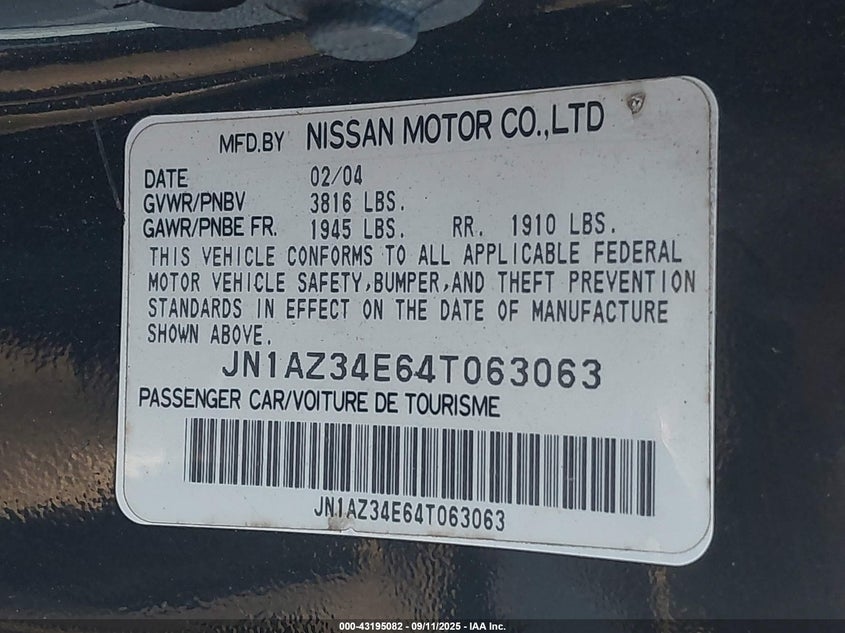 MFD.BY NISSAN MOTOR CO.,LTD
DATE 02/04
GVWR/PNBV 3816 LBS.
GAWR/PNBE FR. 1945 LBS. RR. 1910 LBS.
THIS VEHICLE CONFORMS TO ALL APPLICABLE FEDERAL
MOTOR VEHICLE SAFETY,BUMPER,AND THEFT PREVENTION
STANDARDS IN EFFECT ON THE DATE OF MANUFACTURE
SHOWN ABOVE.
JN1AZ34E64T063063
PASSENGER CAR/VOITURE DE TOURISME
JN1AZ34E64T063063
000-43195082 - 09/11/2025 - IAA Inc.